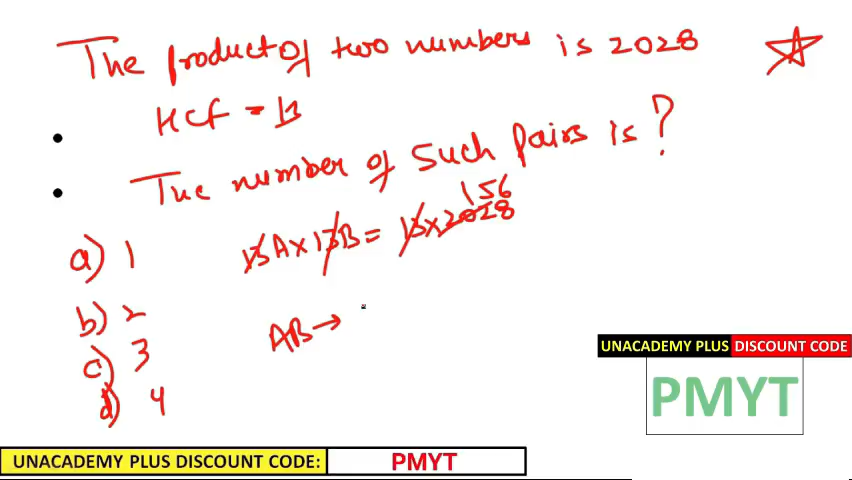 The product of two numbers is 2028
HCF = 13
The number of such pairs is ?
a) 1
13A x 13B = 13 x 2028
156
b) 2
AB →
c) 3
d) 4
UNACADEMY PLUS DISCOUNT CODE
PMYT
UNACADEMY PLUS DISCOUNT CODE: PMYT